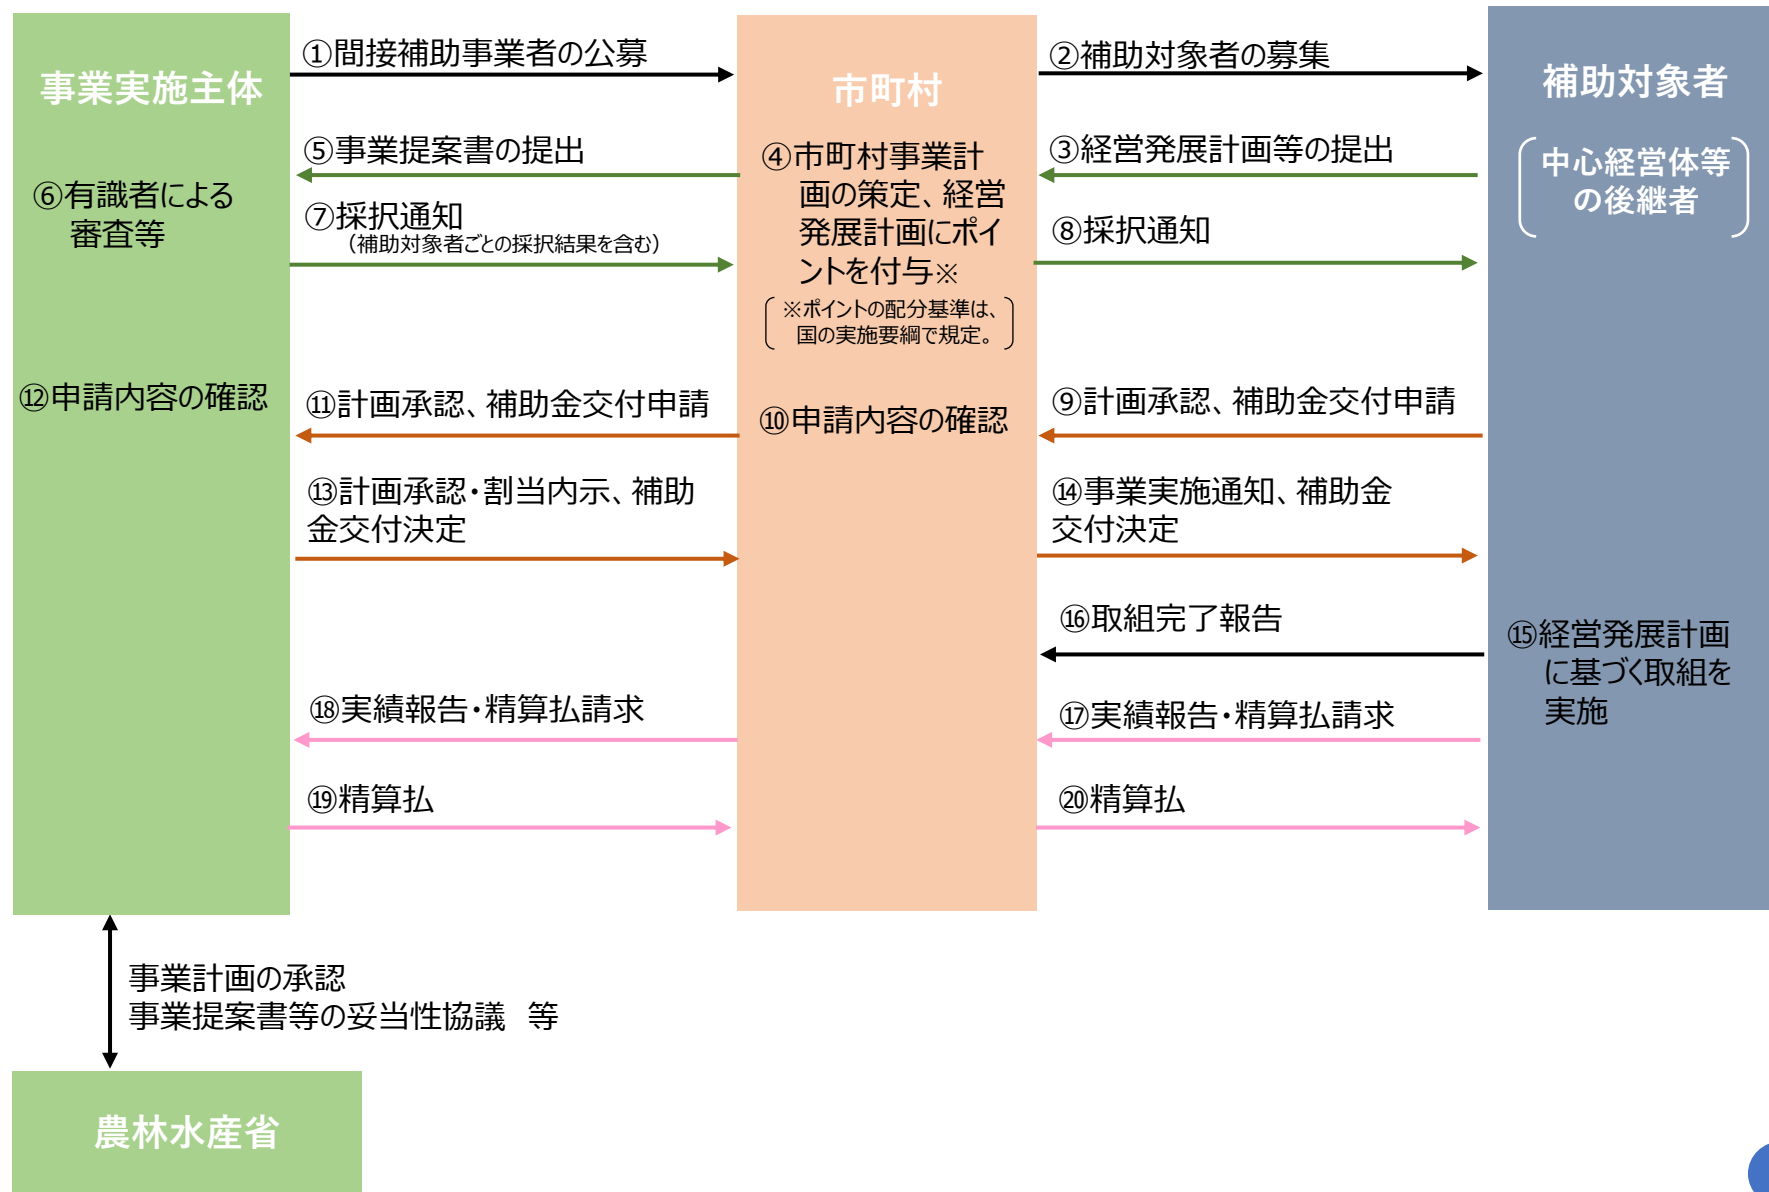 事業実施主体
①間接補助事業者の公募
市町村
②補助対象者の募集
補助対象者
中心経営体等
の後継者
③経営発展計画等の提出
④市町村事業計
画の策定、経営
発展計画にポイ
ントを付与※
※ポイントの配分基準は、
国の実施要綱で規定。
⑤事業提案書の提出
⑥有識者による
審査等
⑦採択通知
（補助対象者ごとの採択結果を含む）
⑧採択通知
⑨計画承認、補助金交付申請
⑩申請内容の確認
⑪計画承認、補助金交付申請
⑫申請内容の確認
⑬計画承認・割当内示、補助
金交付決定
⑭事業実施通知、補助金
交付決定
⑮経営発展計画
に基づく取組を
実施
⑯取組完了報告
⑰実績報告・精算払請求
⑱実績報告・精算払請求
⑲精算払
⑳精算払
事業計画の承認
事業提案書等の妥当性協議　等
農林水産省